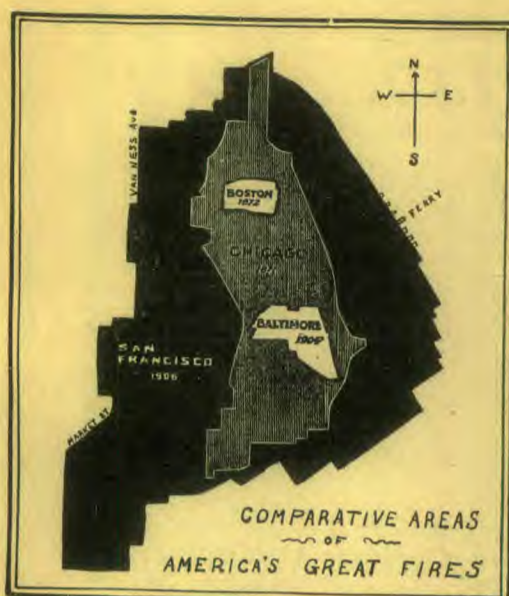 N
W E
S
VAN NESS AVE
FERRY
BOSTON
1872
CHICAGO
BALTIMORE
1904
SAN
FRANCISCO
1906
MARKET ST.
COMPARATIVE AREAS
OF
AMERICA'S GREAT FIRES